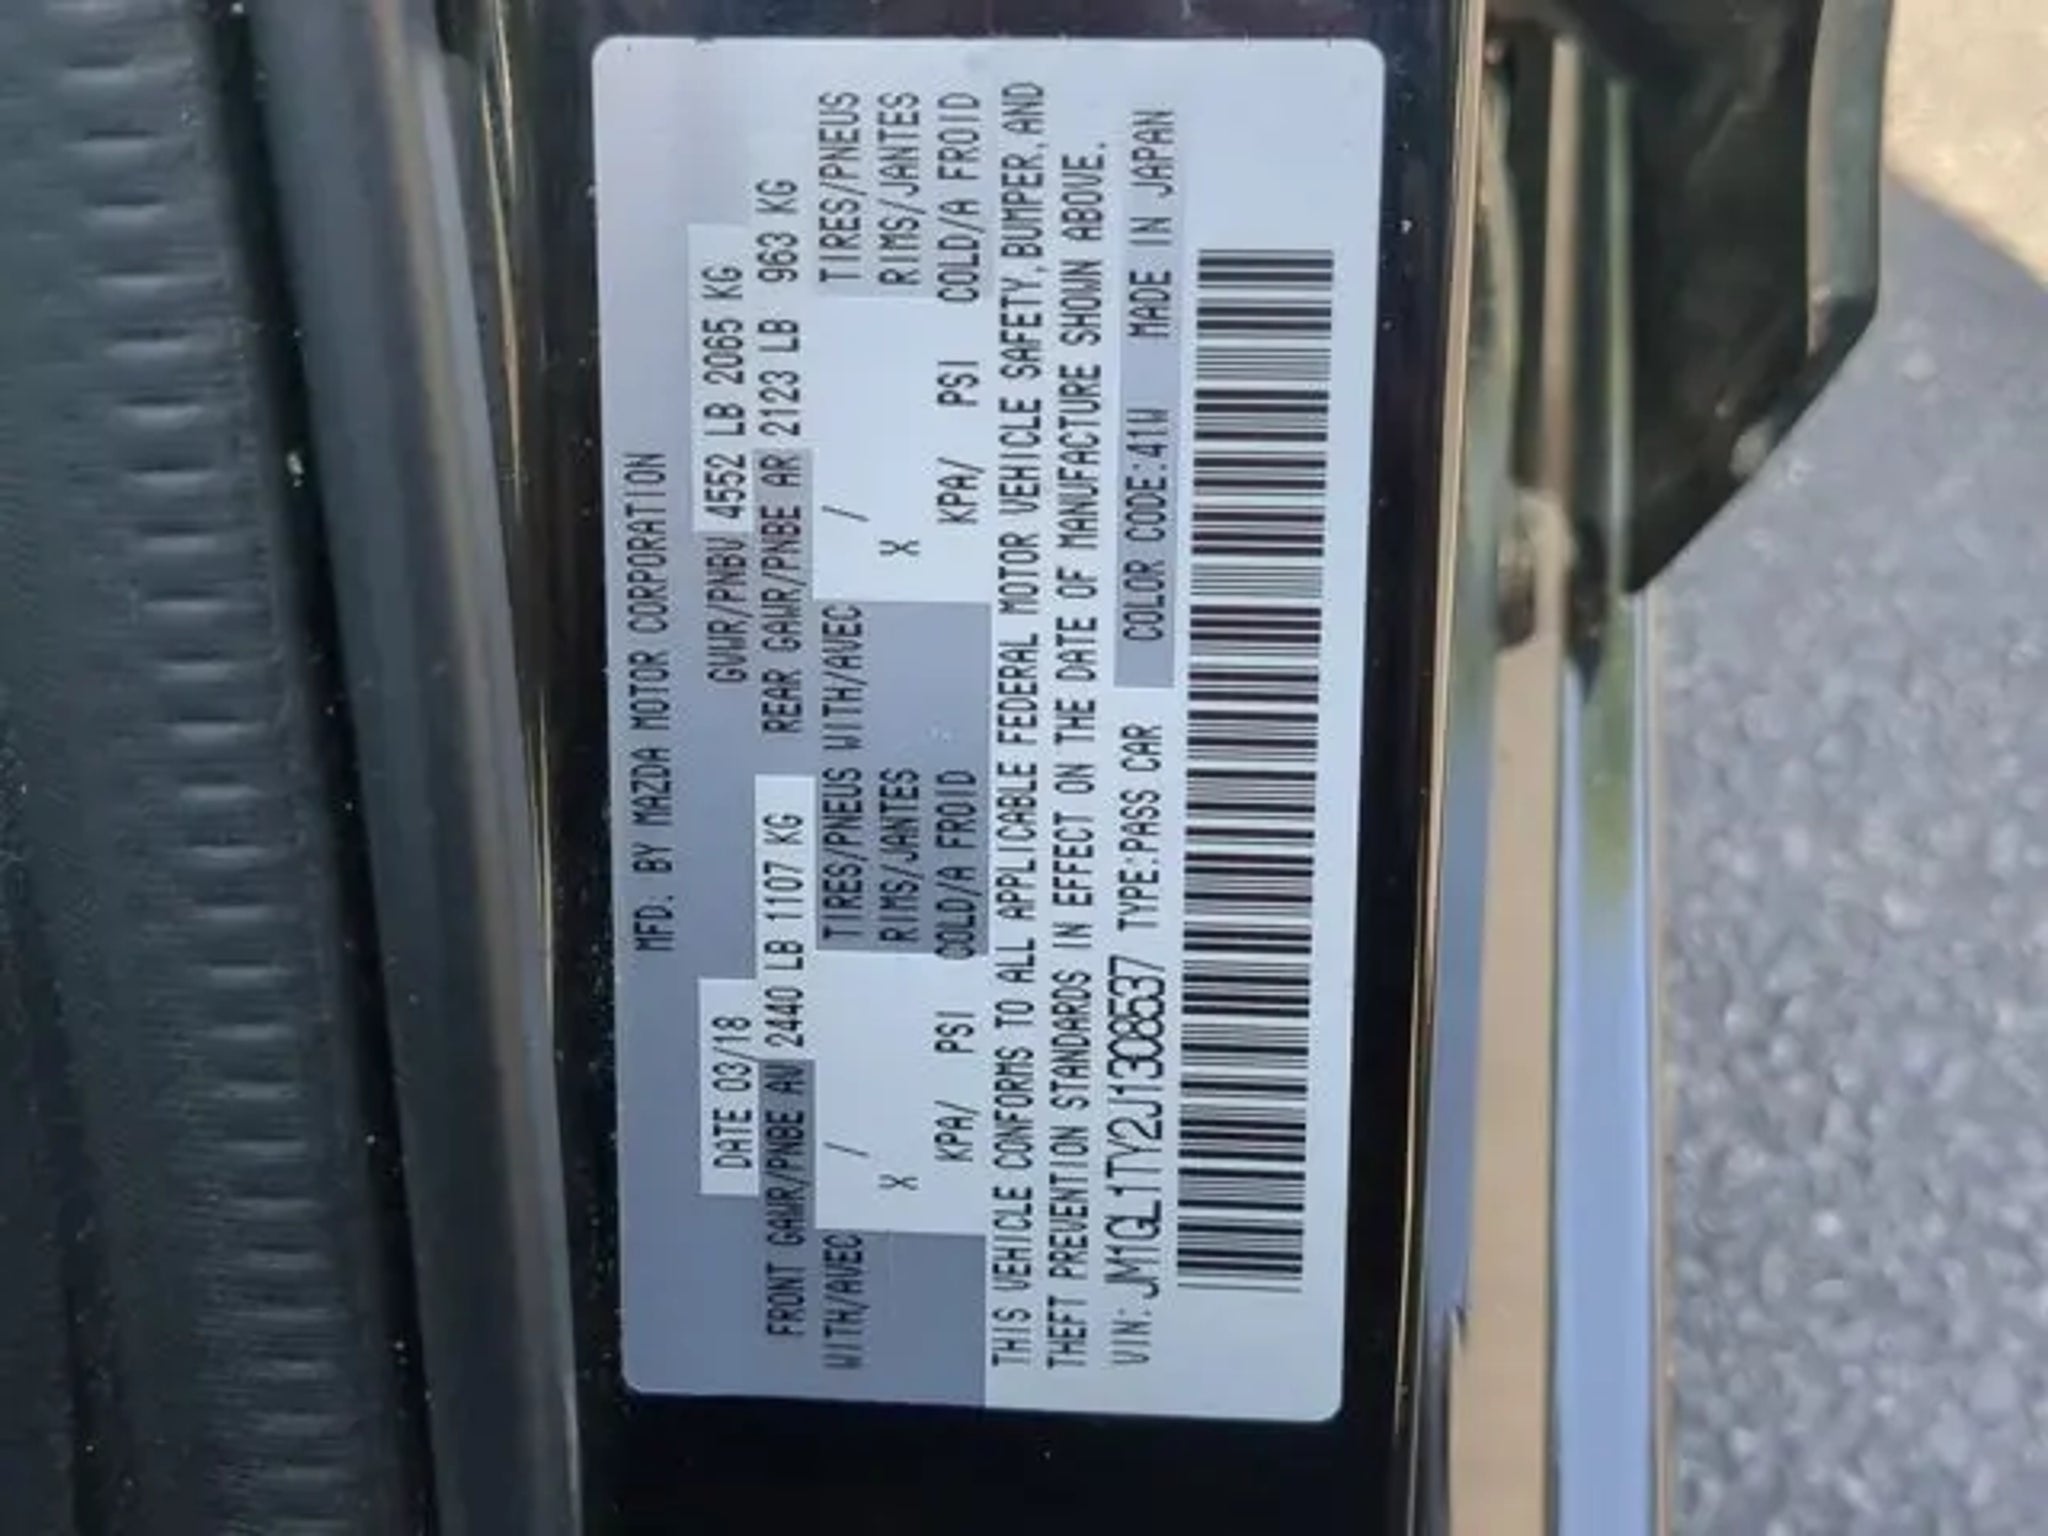 MFD. BY MAZDA MOTOR CORPORATION
DATE 03/18 GVWR/PNBV 4552 LB 2065 KG
FRONT GAWR/PNBE AV 2440 LB 1107 KG REAR GAWR/PNBE AR 2123 LB 963 KG
WITH/AVEC / TIRES/PNEUS WITH/AVEC / TIRES/PNEUS
X RIMS/JANTES X RIMS/JANTES
KPA/ PSI COLD/A FROID KPA/ PSI COLD/A FROID
THIS VEHICLE CONFORMS TO ALL APPLICABLE FEDERAL MOTOR VEHICLE SAFETY, BUMPER, AND
THEFT PREVENTION STANDARDS IN EFFECT ON THE DATE OF MANUFACTURE SHOWN ABOVE.
VIN: JM1GL1TY2J1308537 TYPE:PASS CAR COLOR CODE:41W MADE IN JAPAN